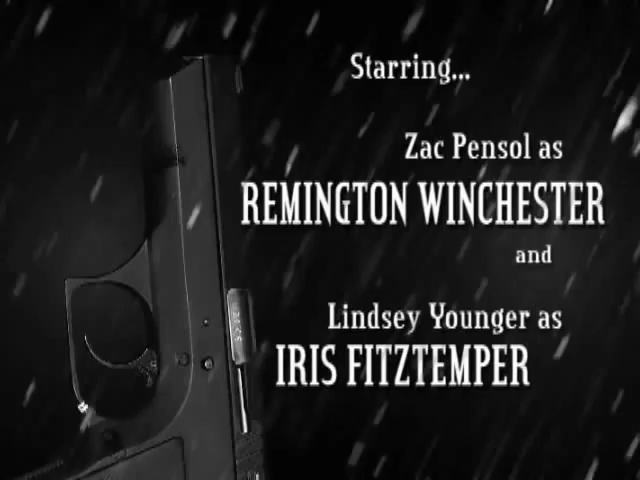 Starring...
Zac Pensol as
REMINGTON WINCHESTER
and
Lindsey Younger as
IRIS FITZTEMPER